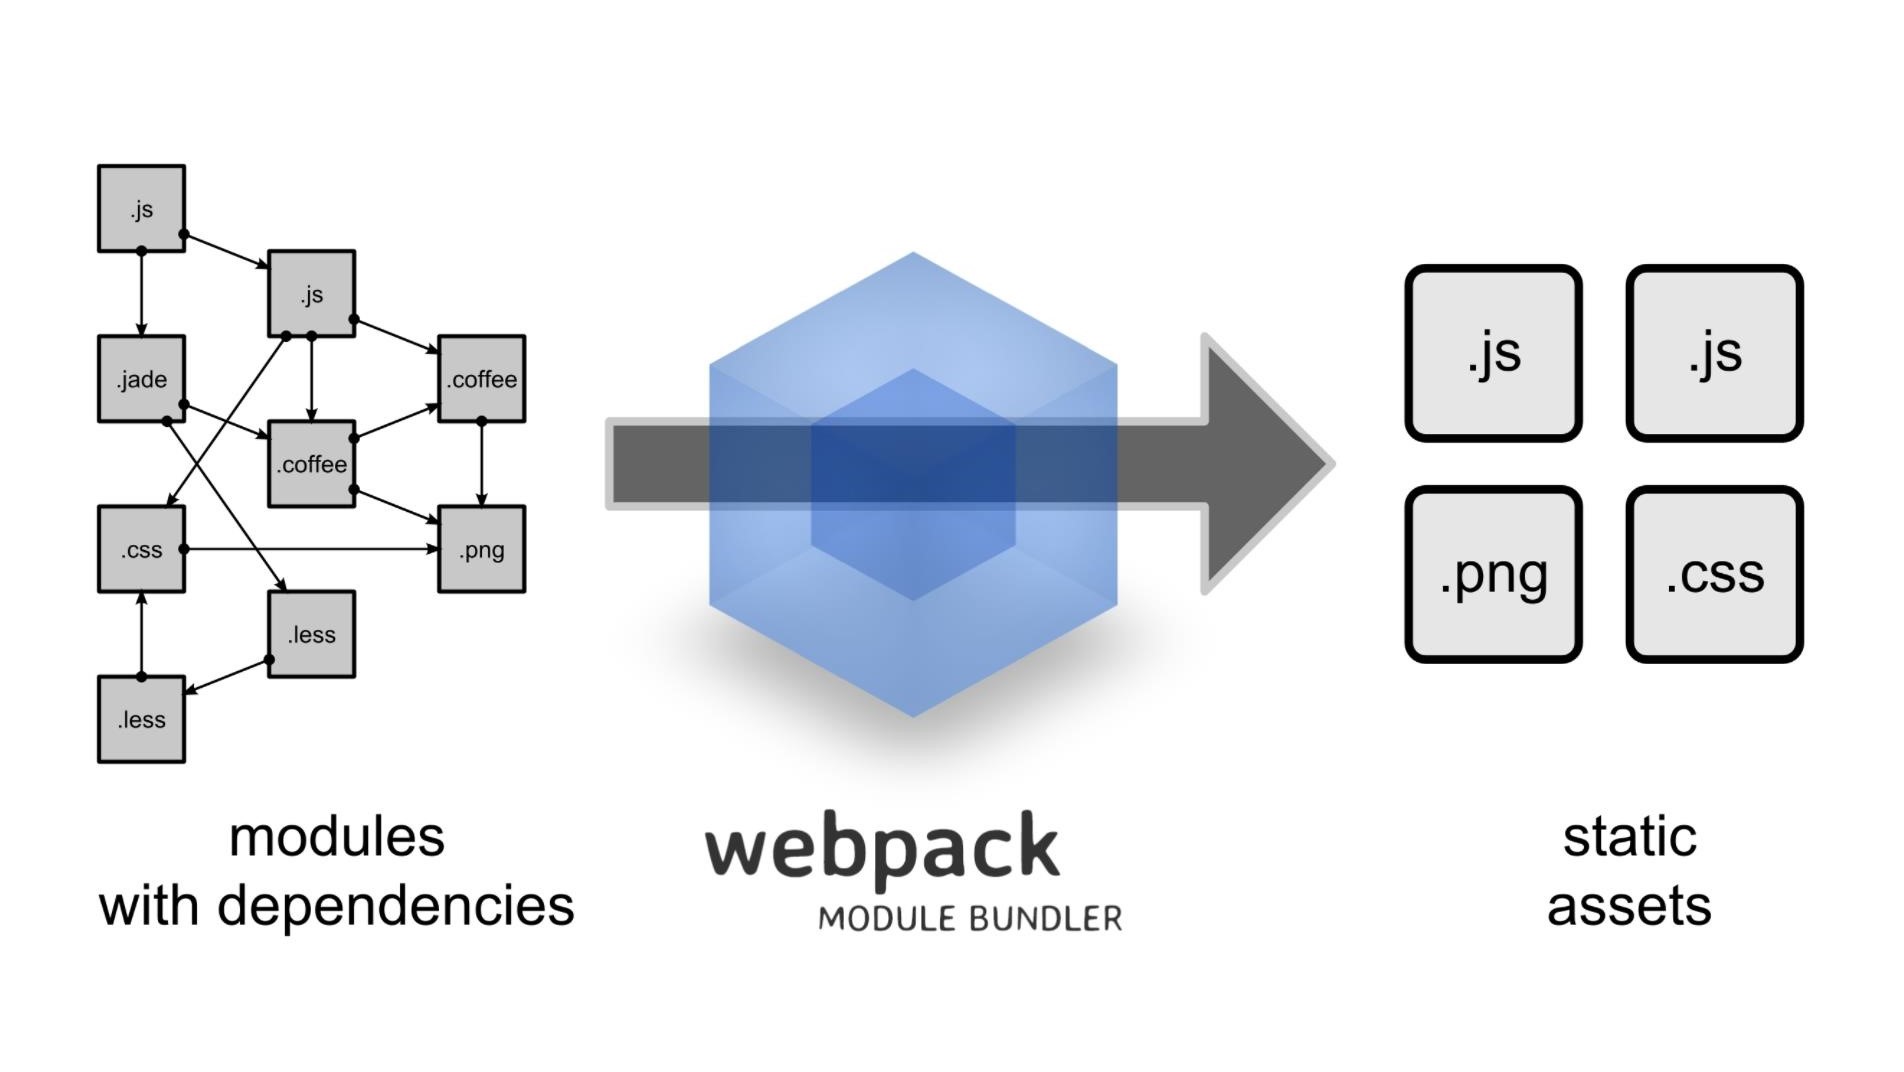 .js
.js
.jade
.coffee
.coffee
.css
.png
.less
.less
modules
with dependencies
webpack
MODULE BUNDLER
.js
.js
.png
.css
static
assets